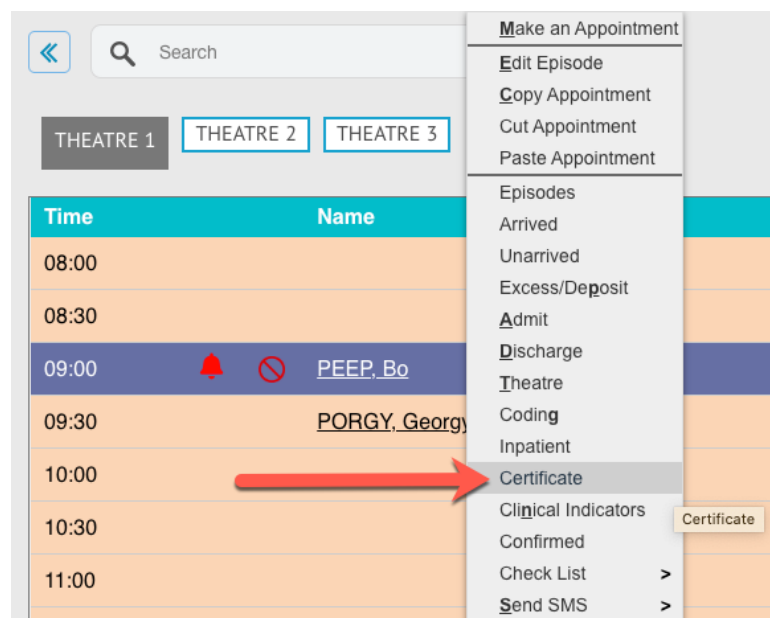 Search
THEATRE 1
THEATRE 2
THEATRE 3
Time
Name
08:00
08:30
09:00
PEEP, Bo
09:30
PORGY, Georgy
10:00
10:30
11:00
Make an Appointment
Edit Episode
Copy Appointment
Cut Appointment
Paste Appointment
Episodes
Arrived
Unarrived
Excess/Deposit
Admit
Discharge
Theatre
Coding
Inpatient
Certificate
Clinical Indicators
Confirmed
Check List >
Send SMS >
Certificate